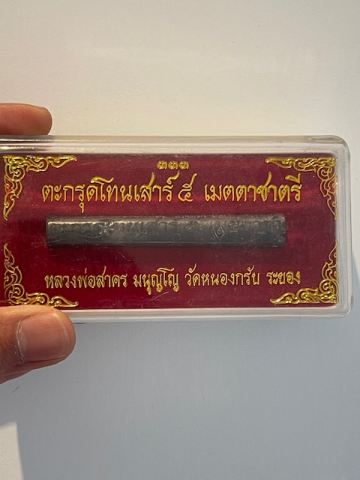 ๓๓๓
ตะกรุดโทนเสาร์ ๕ เมตตาชาตรี
หลวงพ่อสาคร มนุญฺโญ วัดหนองกรับ ระยอง